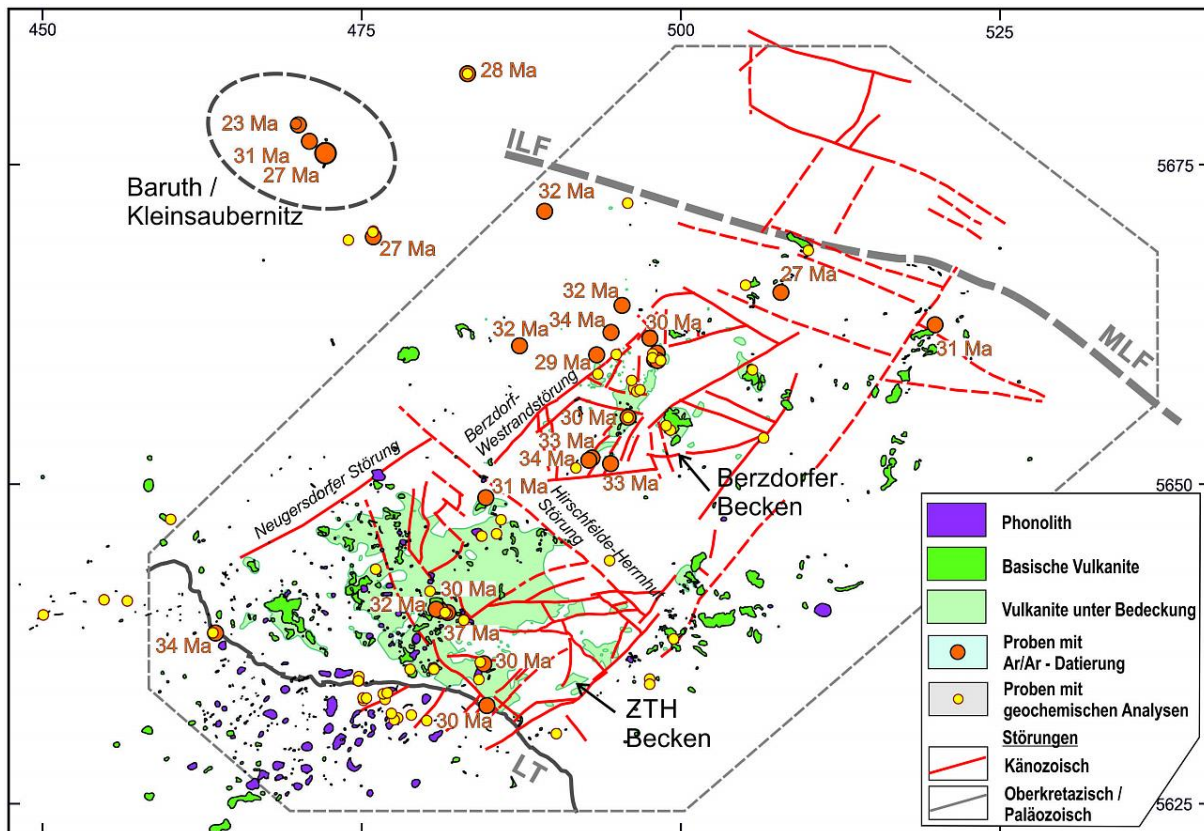 450
475
500
525
28 Ma
23 Ma
31 Ma
27 Ma
ILF
5675
Baruth /
Kleinsaubernitz
32 Ma
27 Ma
27 Ma
32 Ma
34 Ma
30 Ma
32 Ma
29 Ma
31 Ma
MLF
Berzdorf-
Westrandstörung
30 Ma
33 Ma
34 Ma
33 Ma
Neugersdorfer Störung
31 Ma
Hirschfelde-Herrnhut
Störung
Berzdorfer
Becken
5650
30 Ma
32 Ma
37 Ma
34 Ma
30 Ma
30 Ma
ZTH
Becken
LT
5625
Phonolith
Basische Vulkanite
Vulkanite unter Bedeckung
Proben mit
Ar/Ar - Datierung
Proben mit
geochemischen Analysen
Störungen
Känozoisch
Oberkretazisch /
Paläozoisch